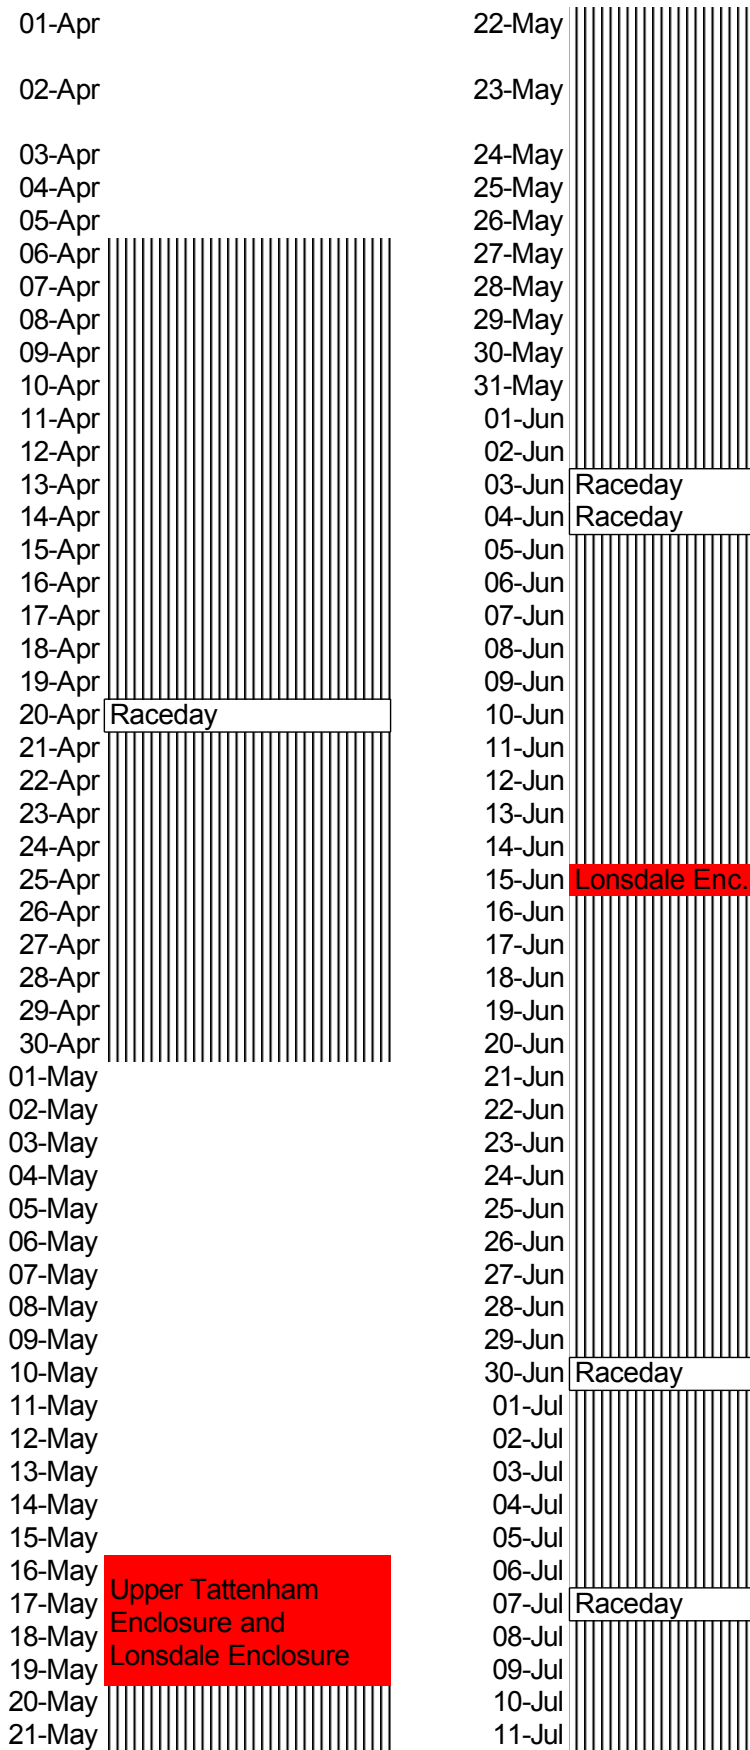 01-Apr
02-Apr
03-Apr
04-Apr
05-Apr
06-Apr
07-Apr
08-Apr
09-Apr
10-Apr
11-Apr
12-Apr
13-Apr
14-Apr
15-Apr
16-Apr
17-Apr
18-Apr
19-Apr
20-Apr Raceday
21-Apr
22-Apr
23-Apr
24-Apr
25-Apr
26-Apr
27-Apr
28-Apr
29-Apr
30-Apr
01-May
02-May
03-May
04-May
05-May
06-May
07-May
08-May
09-May
10-May
11-May
12-May
13-May
14-May
15-May
16-May
17-May
18-May
19-May
Upper Tattenham
Enclosure and
Lonsdale Enclosure
20-May
21-May
22-May
23-May
24-May
25-May
26-May
27-May
28-May
29-May
30-May
31-May
01-Jun
02-Jun
03-Jun Raceday
04-Jun Raceday
05-Jun
06-Jun
07-Jun
08-Jun
09-Jun
10-Jun
11-Jun
12-Jun
13-Jun
14-Jun
15-Jun Lonsdale Enc.
16-Jun
17-Jun
18-Jun
19-Jun
20-Jun
21-Jun
22-Jun
23-Jun
24-Jun
25-Jun
26-Jun
27-Jun
28-Jun
29-Jun
30-Jun Raceday
01-Jul
02-Jul
03-Jul
04-Jul
05-Jul
06-Jul
07-Jul Raceday
08-Jul
09-Jul
10-Jul
11-Jul